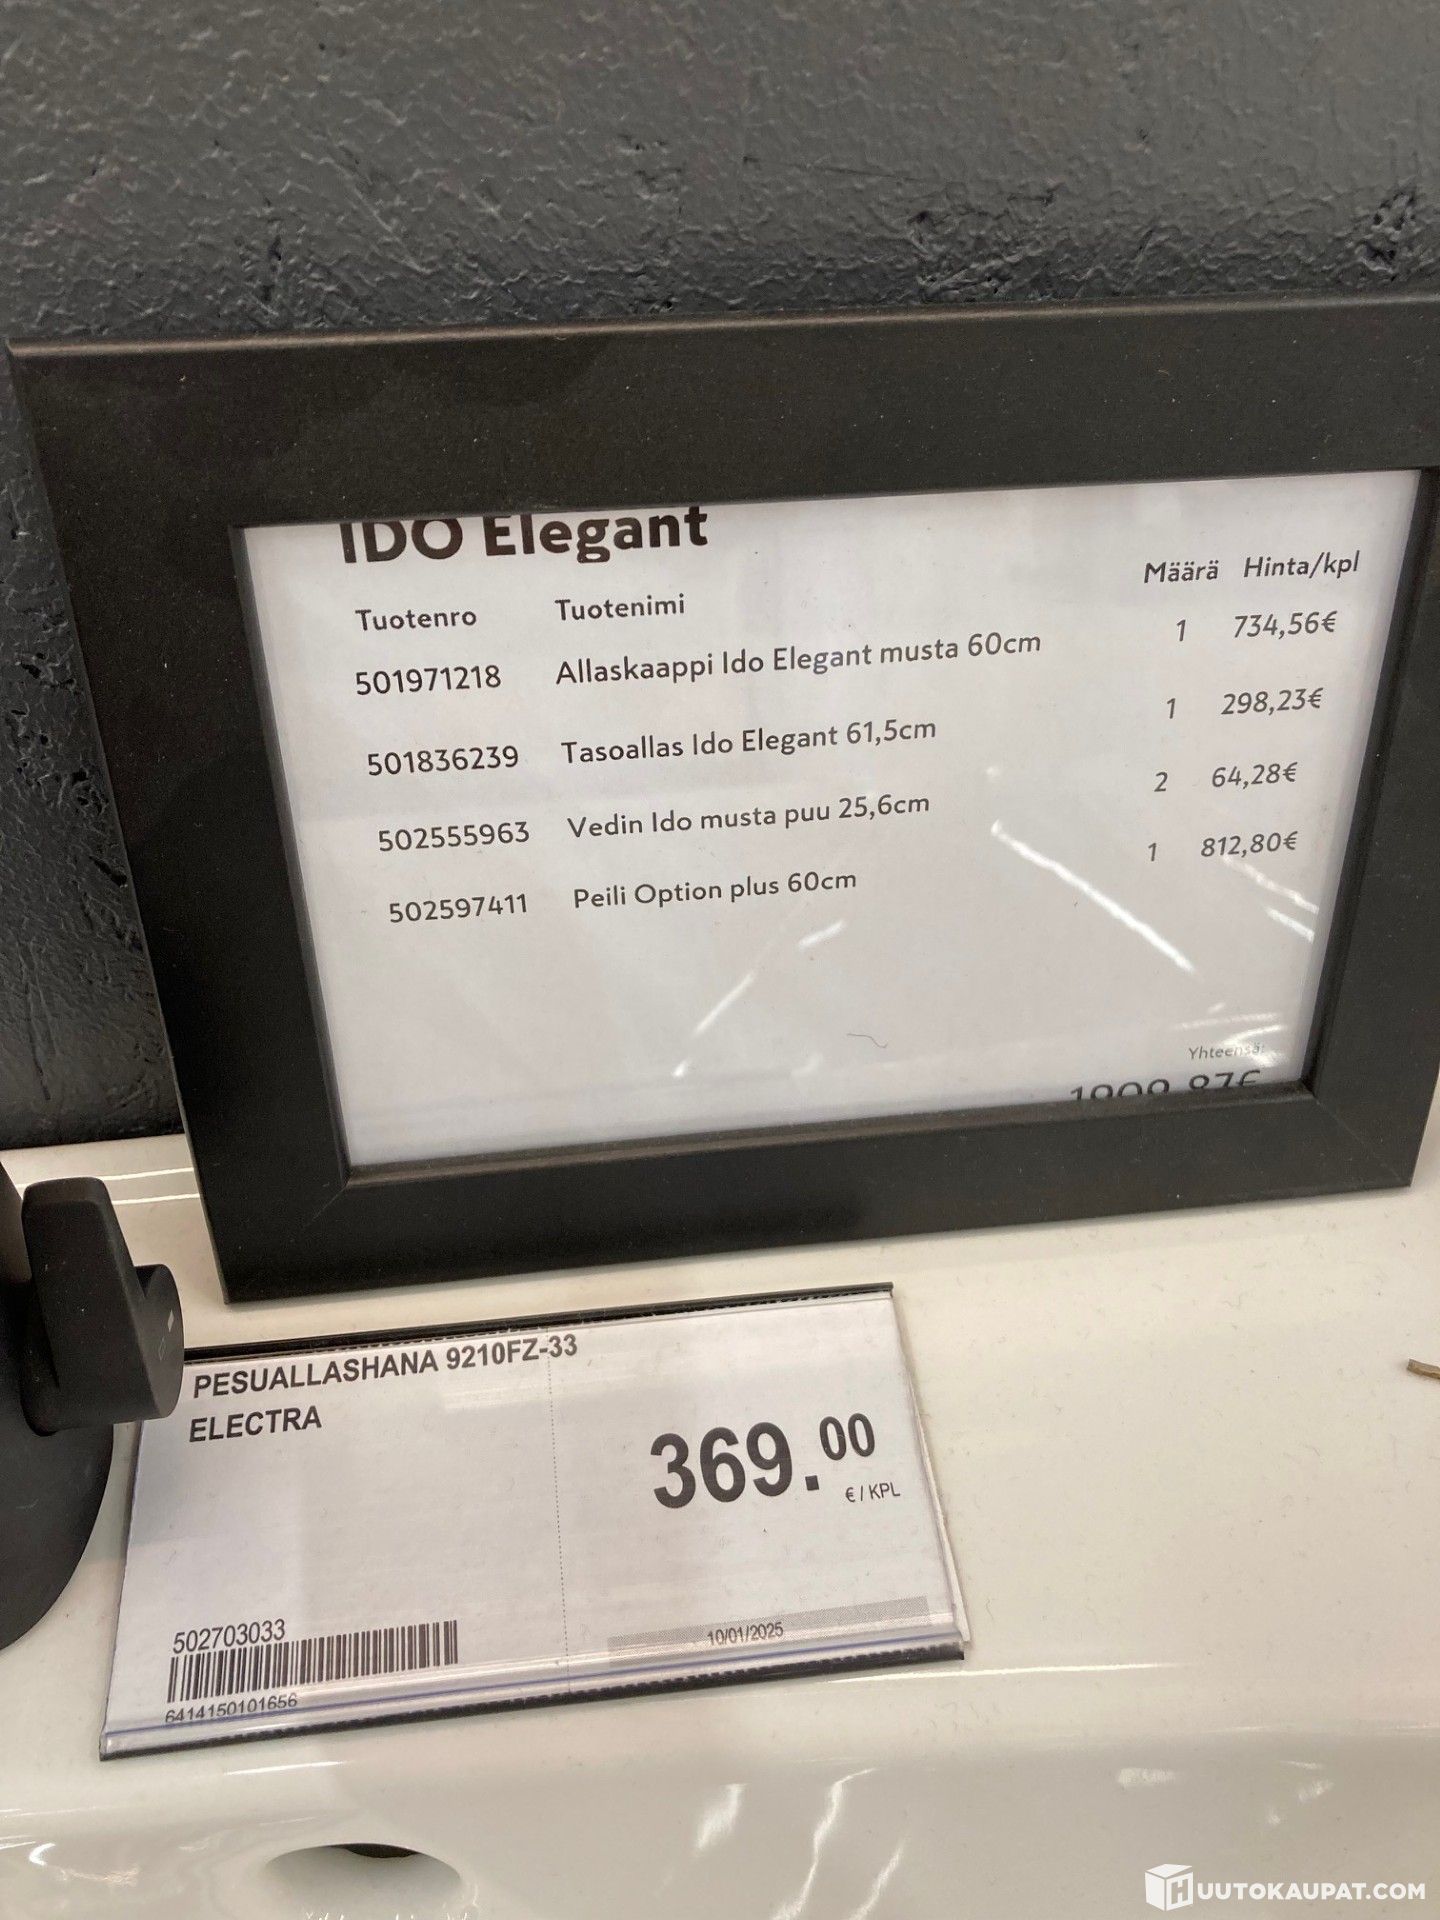 IDO Elegant
Tuotenro Tuotenimi Määrä Hinta/kpl
501971218 Allaskaappi Ido Elegant musta 60cm 1 734,56€
501836239 Tasoallas Ido Elegant 61,5cm 1 298,23€
502555963 Vedin Ido musta puu 25,6cm 2 64,28€
502597411 Peili Option plus 60cm 1 812,80€
Yhteensä:
1909,87€
PESUALLASHANA 9210FZ-33
ELECTRA
369.00
€ / KPL
502703033
10/01/2025
6414150101656
HUUTOKAUPAT.COM